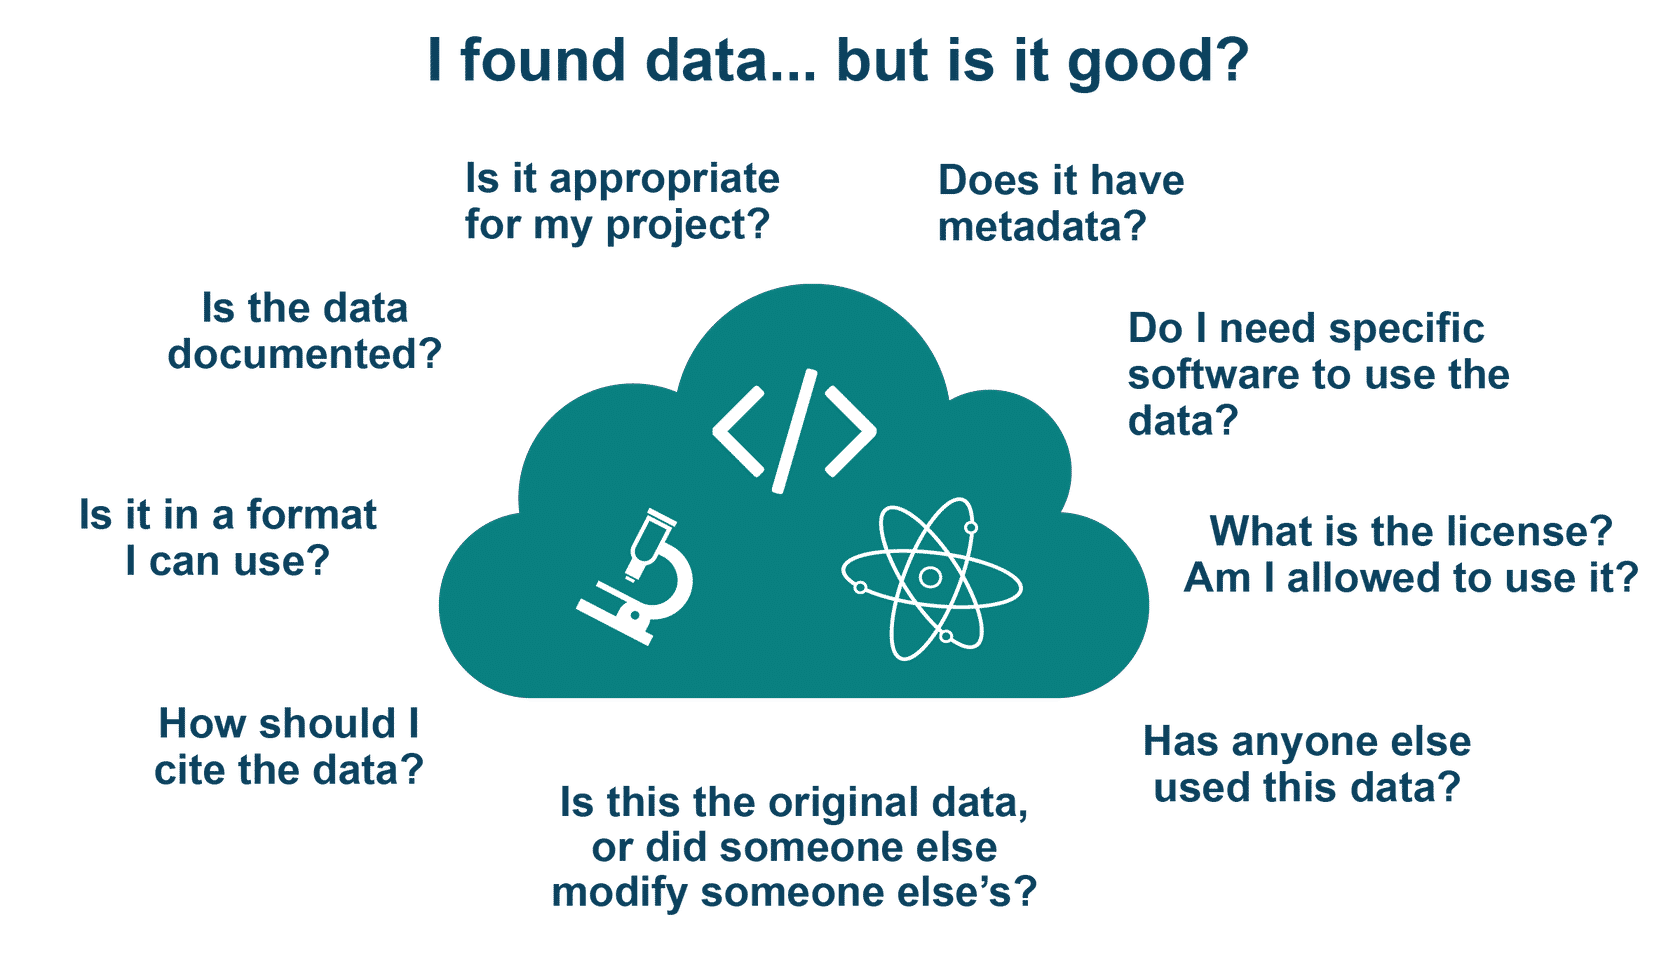 I found data... but is it good?
Is it appropriate
for my project?
Does it have
metadata?
Is the data
documented?
Do I need specific
software to use the
data?
Is it in a format
I can use?
What is the license?
Am I allowed to use it?
How should I
cite the data?
Has anyone else
used this data?
Is this the original data,
or did someone else
modify someone else’s?
</>